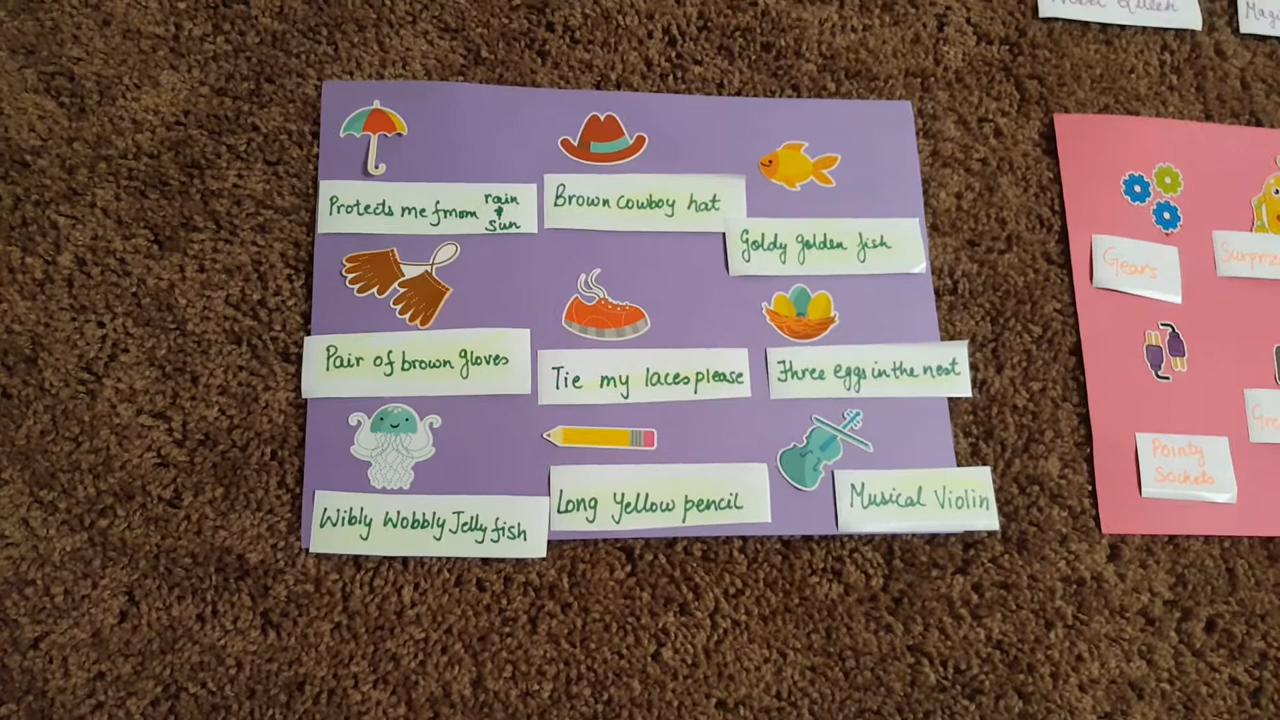 Protects me fmom rain
& sun
Brown cowboy hat
Goldy golden fish
Pair of brown gloves
Tie my laces please
Three eggs in the nest
Wibly Wobbly Jelly fish
Long Yellow pencil
Musical Violin
Gears
Pointy
Sockets